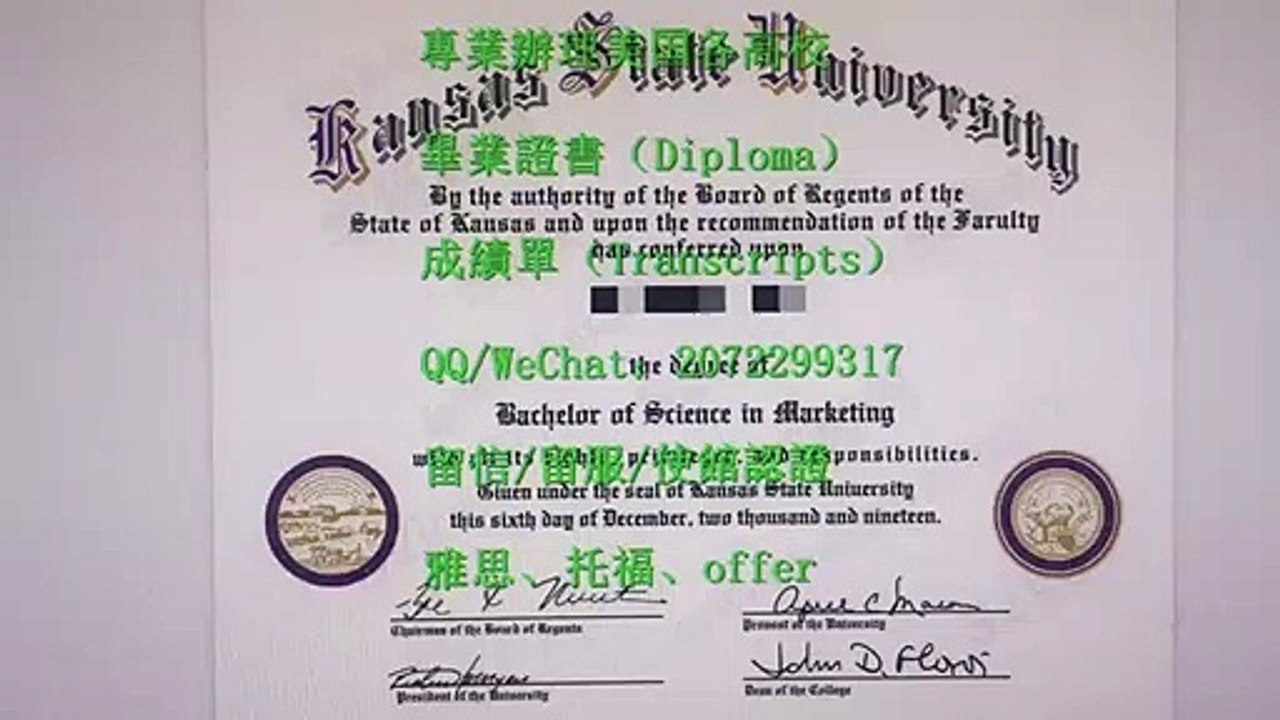 Kansas State University
專業辦理美国各高校
畢業證書（Diploma）
By the authority of the Board of Regents of the
State of Kansas and upon the recommendation of the Faculty
has conferred upon
成績單（Transcripts）
the degree of
QQ/WeChat: 2072299317
Bachelor of Science in Marketing
responsibilities.
留信/留服/使館認證
Given under the seal of Kansas State University
this sixth day of December, two thousand and nineteen.
雅思、托福、offer
Chairman of the Board of Regents
Provost of the University
John D. Floros
President of the University
Dean of the College